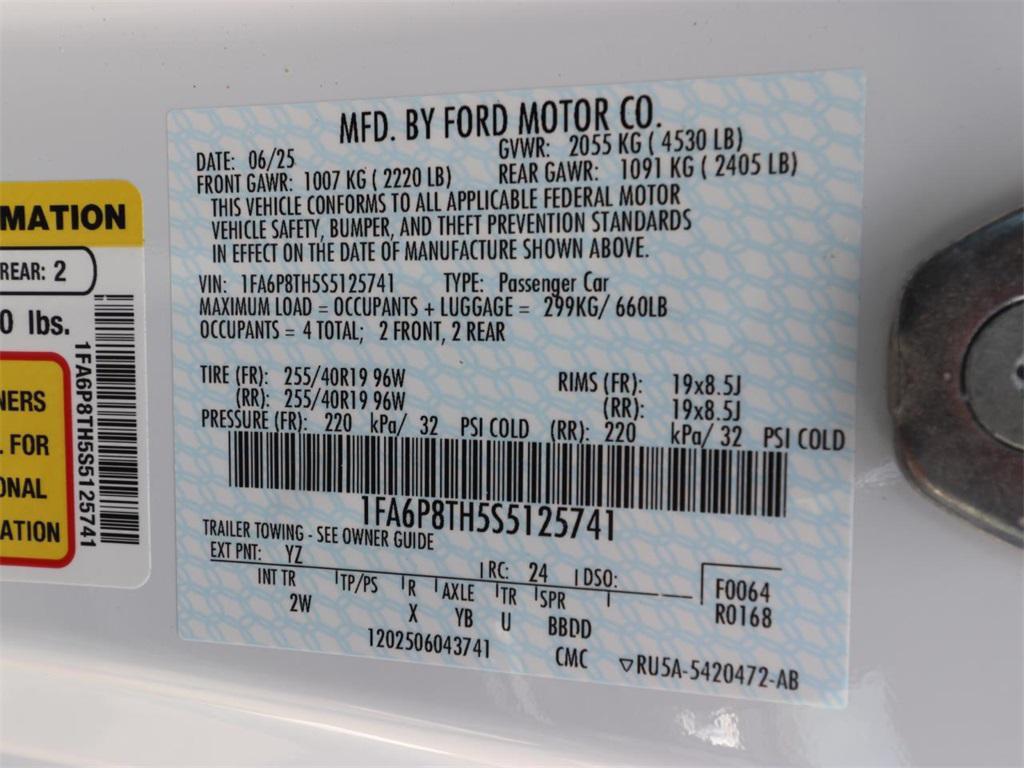 MFD. BY FORD MOTOR CO.
DATE: 06/25 GVWR: 2055 KG ( 4530 LB)
FRONT GAWR: 1007 KG ( 2220 LB) REAR GAWR: 1091 KG ( 2405 LB)
THIS VEHICLE CONFORMS TO ALL APPLICABLE FEDERAL MOTOR
VEHICLE SAFETY, BUMPER, AND THEFT PREVENTION STANDARDS
IN EFFECT ON THE DATE OF MANUFACTURE SHOWN ABOVE.
VIN: 1FA6P8TH5S5125741 TYPE: Passenger Car
MAXIMUM LOAD = OCCUPANTS + LUGGAGE = 299KG/ 660LB
OCCUPANTS = 4 TOTAL; 2 FRONT, 2 REAR
TIRE (FR): 255/40R19 96W RIMS (FR): 19x8.5J
(RR): 255/40R19 96W (RR): 19x8.5J
PRESSURE (FR): 220 kPa/ 32 PSI COLD (RR): 220 kPa/ 32 PSI COLD
1FA6P8TH5S5125741
TRAILER TOWING - SEE OWNER GUIDE
EXT PNT: YZ RC: 24 DSO:
INT TR TP/PS R AXLE TR SPR
2W X YB U BBDD
F0064
R0168
1202506043741 CMC ▽RU5A-5420472-AB
MATION
REAR: 2
0 lbs.
1FA6P8TH5S5125741
NERS
. FOR
ONAL
ATION